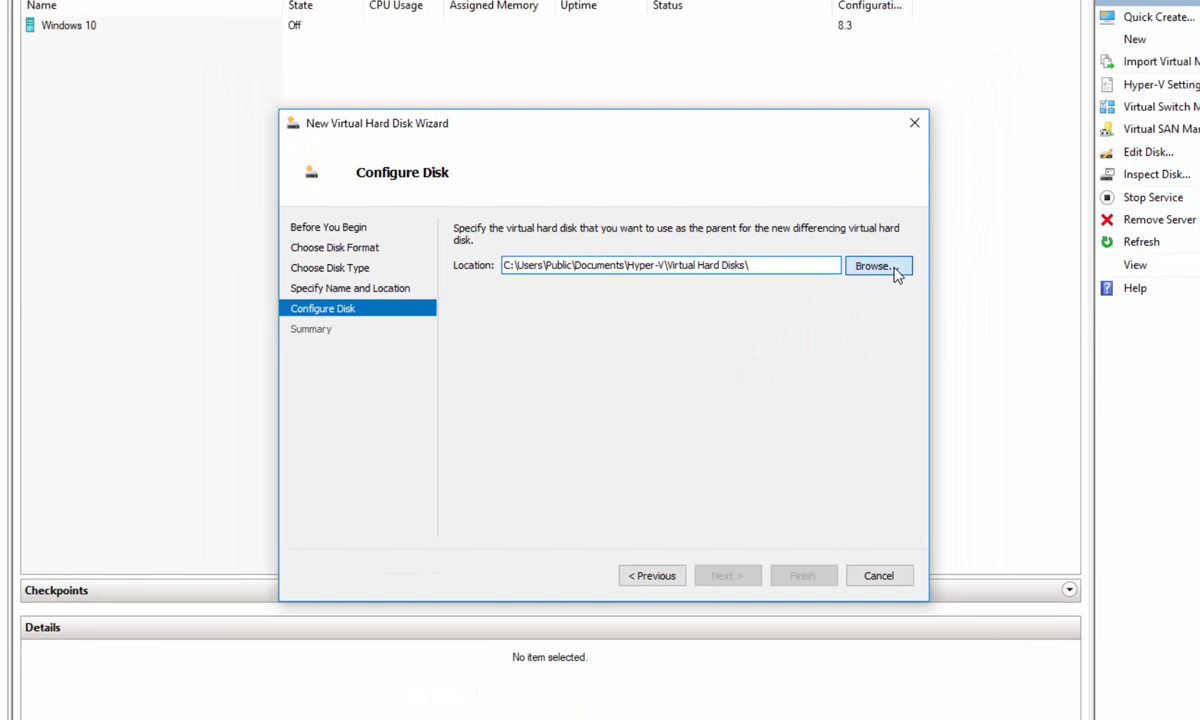 Name
State
CPU Usage
Assigned Memory
Uptime
Status
Configurati...
Windows 10
Off
8.3
Quick Create...
New
Import Virtual M
Hyper-V Setting
Virtual Switch M
Virtual SAN Mar
Edit Disk...
Inspect Disk...
Stop Service
Remove Server
Refresh
View
Help
New Virtual Hard Disk Wizard
Configure Disk
Before You Begin
Choose Disk Format
Choose Disk Type
Specify Name and Location
Configure Disk
Summary
Specify the virtual hard disk that you want to use as the parent for the new differencing virtual hard
disk.
Location: C:\Users\Public\Documents\Hyper-V\Virtual Hard Disks\ Browse...
< Previous
Next >
Finish
Cancel
Checkpoints
Details
No item selected.